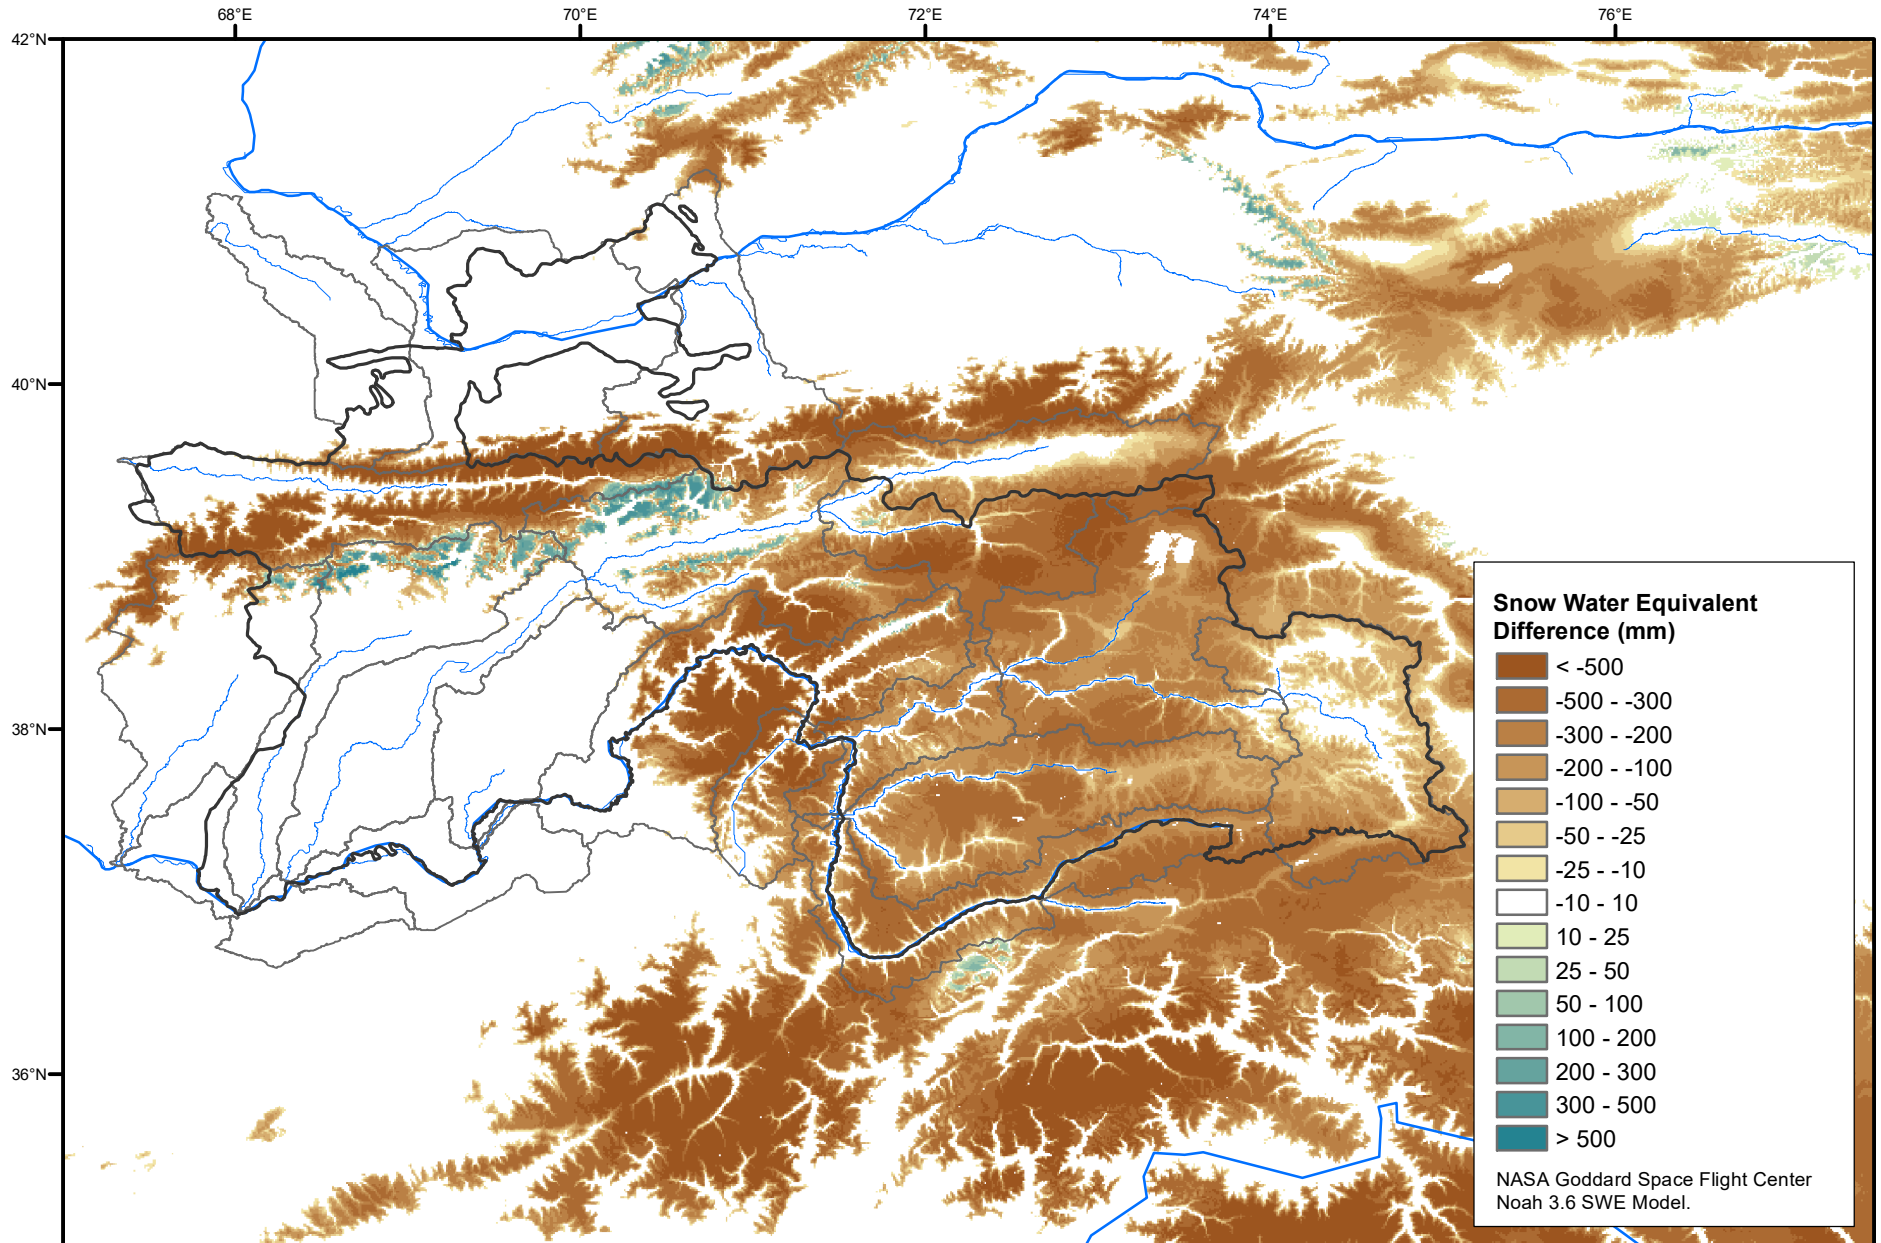 68°E 70°E 72°E 74°E 76°E
42°N
40°N
38°N
36°N
Snow Water Equivalent
Difference (mm)
< -500
-500 - -300
-300 - -200
-200 - -100
-100 - -50
-50 - -25
-25 - -10
-10 - 10
10 - 25
25 - 50
50 - 100
100 - 200
200 - 300
300 - 500
> 500
NASA Goddard Space Flight Center
Noah 3.6 SWE Model.